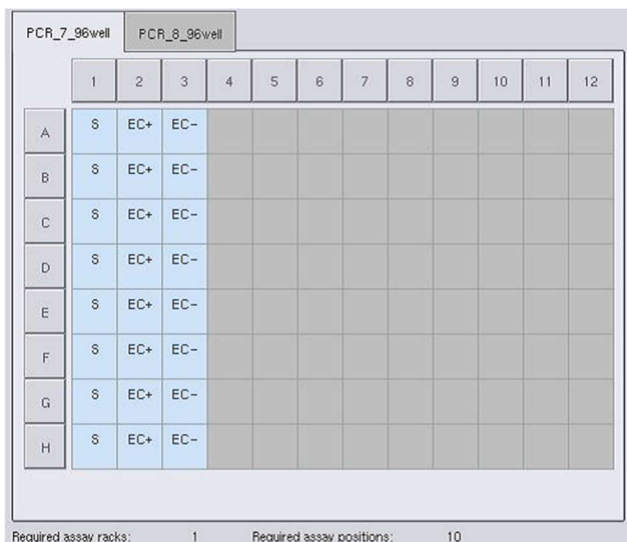 PCR_7_96well PCR_8_96well
1 2 3 4 5 6 7 8 9 10 11 12
A S EC+ EC-
B S EC+ EC-
C S EC+ EC-
D S EC+ EC-
E S EC+ EC-
F S EC+ EC-
G S EC+ EC-
H S EC+ EC-
Required assay racks: 1 Required assay positions: 10